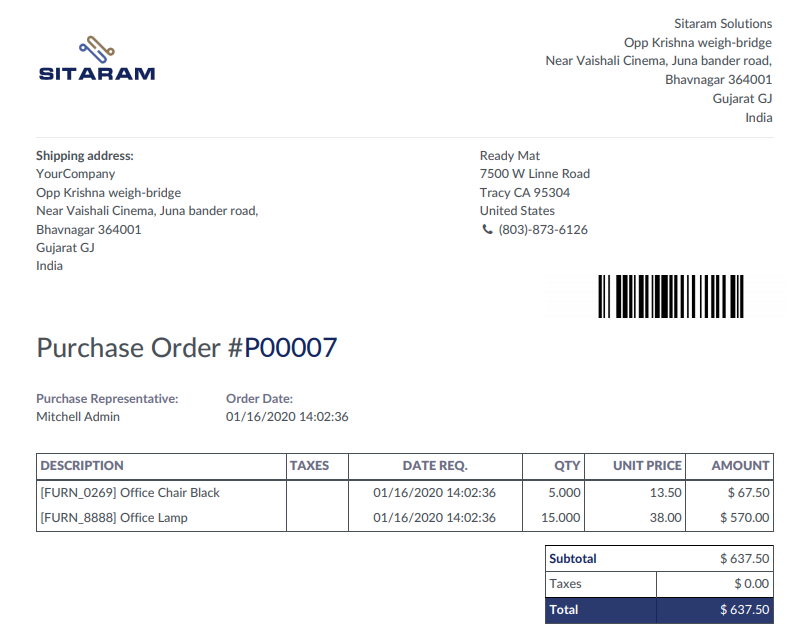 SITARAM
Sitaram Solutions
Opp Krishna weigh-bridge
Near Vaishali Cinema, Juna bander road,
Bhavnagar 364001
Gujarat GJ
India
Shipping address:
YourCompany
Opp Krishna weigh-bridge
Near Vaishali Cinema, Juna bander road,
Bhavnagar 364001
Gujarat GJ
India
Ready Mat
7500 W Linne Road
Tracy CA 95304
United States
(803)-873-6126
Purchase Order #P00007
Purchase Representative: Order Date:
Mitchell Admin 01/16/2020 14:02:36
DESCRIPTION TAXES DATE REQ. QTY UNIT PRICE AMOUNT
[FURN_0269] Office Chair Black 01/16/2020 14:02:36 5.000 13.50 $ 67.50
[FURN_8888] Office Lamp 01/16/2020 14:02:36 15.000 38.00 $ 570.00
Subtotal $ 637.50
Taxes $ 0.00
Total $ 637.50